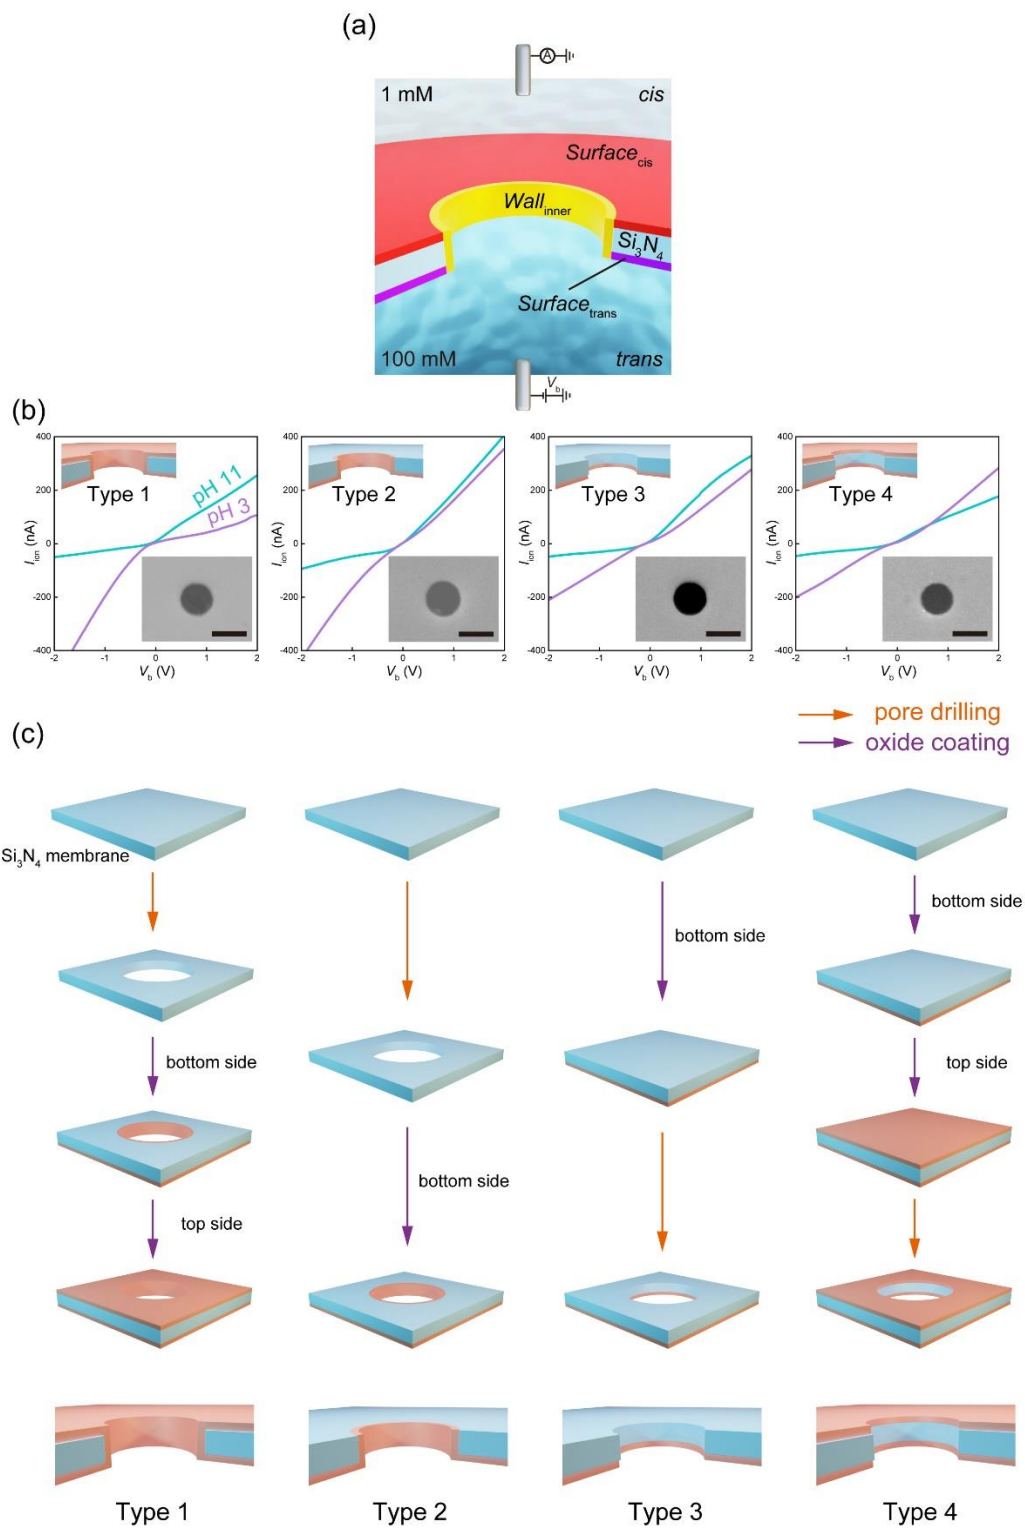 (a)
A
1 mM
cis
Surface_cis
Wall_inner
Si₃N₄
Surface_trans
100 mM
trans
V_b
(b)
400
200
0
-200
-400
I_ion (nA)
-2 -1 0 1 2
V_b (V)
Type 1
pH 11
pH 3
400
200
0
-200
-400
I_ion (nA)
-2 -1 0 1 2
V_b (V)
Type 2
400
200
0
-200
-400
I_ion (nA)
-2 -1 0 1 2
V_b (V)
Type 3
400
200
0
-200
-400
I_ion (nA)
-2 -1 0 1 2
V_b (V)
Type 4
(c)
pore drilling
oxide coating
Si₃N₄ membrane
bottom side
top side
bottom side
bottom side
bottom side
top side
Type 1
Type 2
Type 3
Type 4